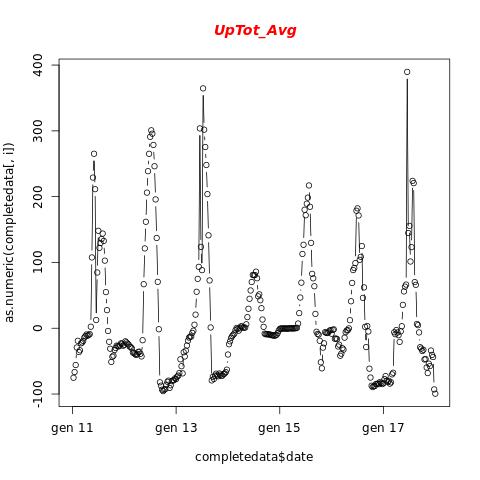 UpTot_Avg
as.numeric(completedata[, i])
400
300
200
100
0
-100
gen 11
gen 13
gen 15
gen 17
completedata$date